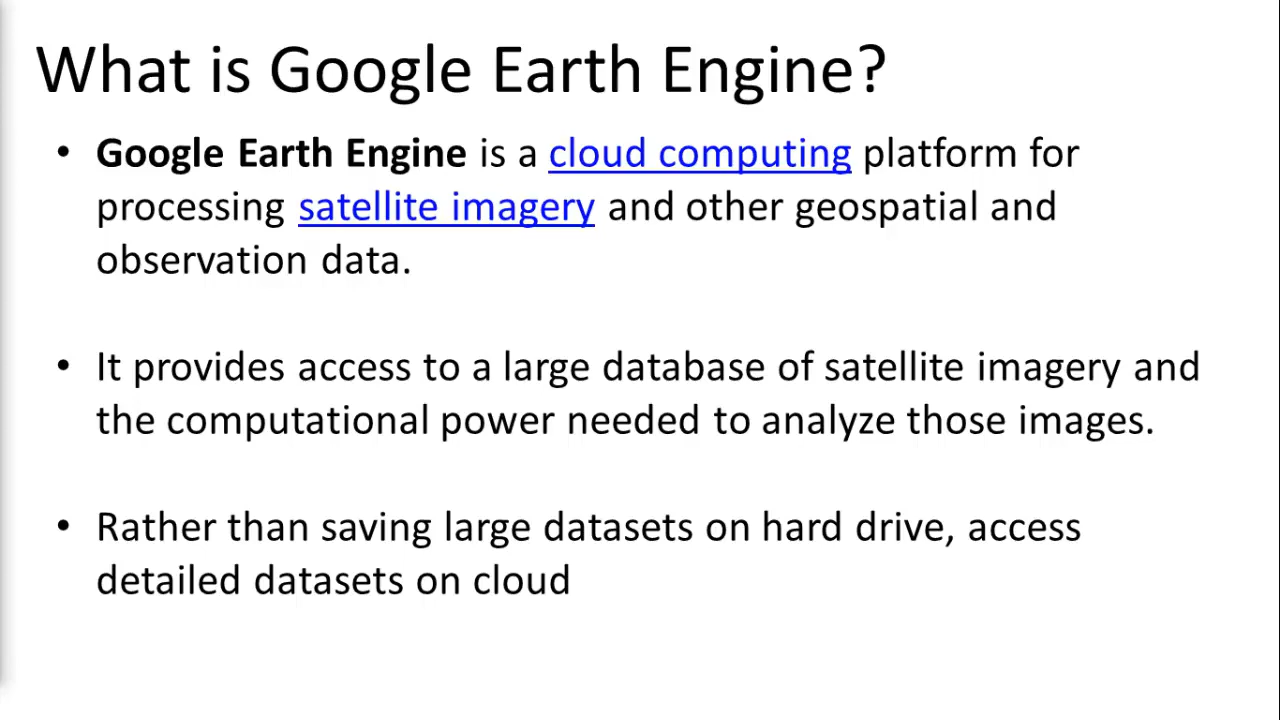 What is Google Earth Engine?
• Google Earth Engine is a cloud computing platform for
processing satellite imagery and other geospatial and
observation data.
• It provides access to a large database of satellite imagery and
the computational power needed to analyze those images.
• Rather than saving large datasets on hard drive, access
detailed datasets on cloud